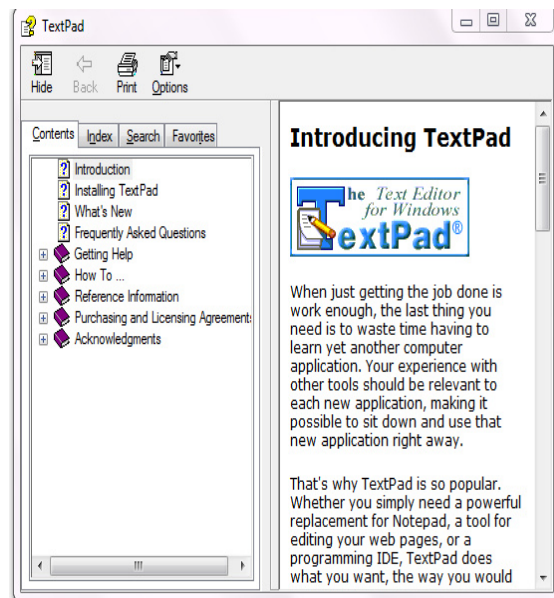 TextPad
Hide Back Print Options
Contents Index Search Favorites
Introduction
Installing TextPad
What's New
Frequently Asked Questions
Getting Help
How To ...
Reference Information
Purchasing and Licensing Agreements
Acknowledgments
Introducing TextPad
The Text Editor
for Windows
TextPad®
When just getting the job done is
work enough, the last thing you
need is to waste time having to
learn yet another computer
application. Your experience with
other tools should be relevant to
each new application, making it
possible to sit down and use that
new application right away.
That's why TextPad is so popular.
Whether you simply need a powerful
replacement for Notepad, a tool for
editing your web pages, or a
programming IDE, TextPad does
what you want, the way you would